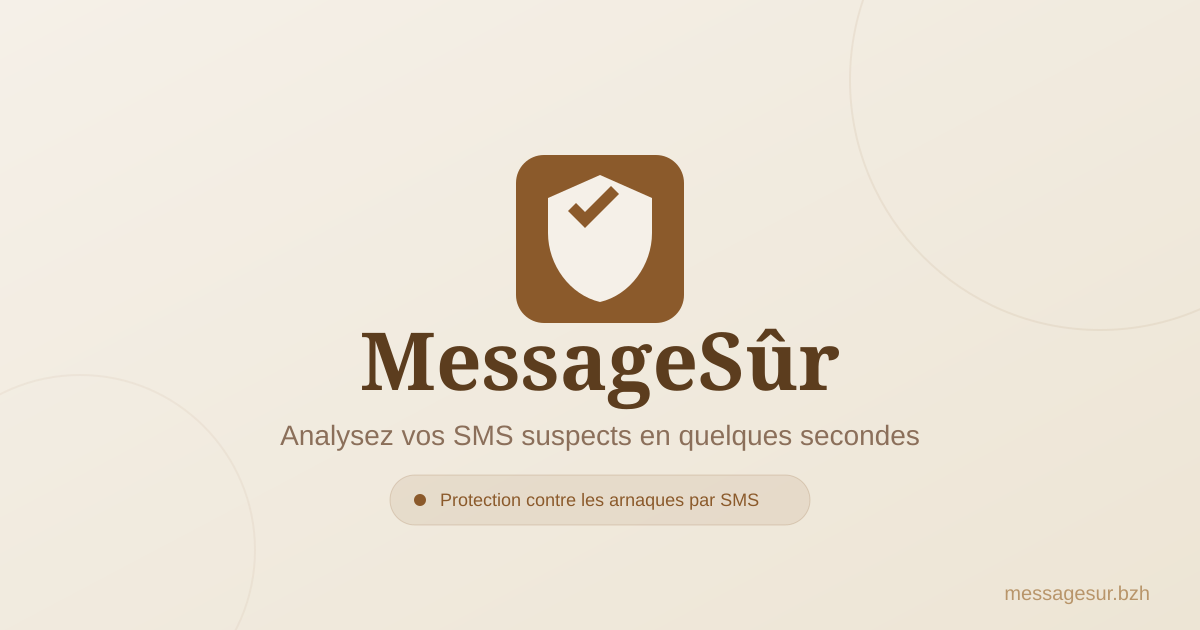 MessageSûr
Analysez vos SMS suspects en quelques secondes
Protection contre les arnaques par SMS
messagesur.bzh